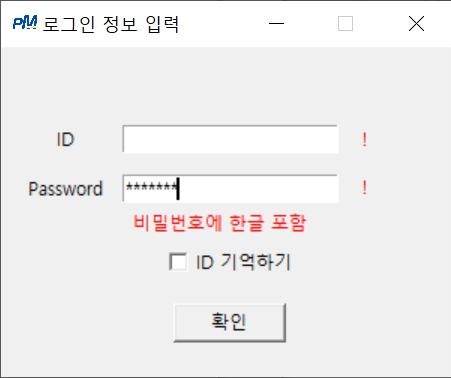 PM 로그인 정보 입력
ID !
Password ******* !
비밀번호에 한글 포함
ID 기억하기
확인